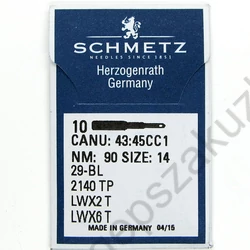 SCHMETZ
NEEDLES SINCE 1851
Herzogenrath
Germany
10
CANU: 43:45CC1
NM: 90 SIZE: 14
29-BL
2140 TP
LWX2 T
LWX6 T
MADE IN GERMANY 04/15